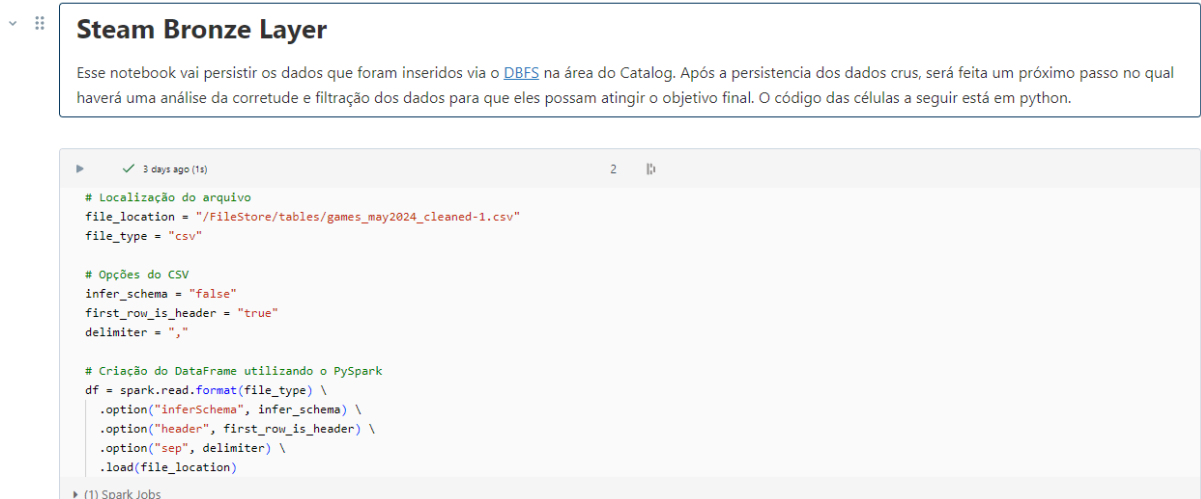 Steam Bronze Layer
Esse notebook vai persistir os dados que foram inseridos via o DBFS na área do Catalog. Após a persistencia dos dados crus, será feita um próximo passo no qual
haverá uma análise da corretude e filtração dos dados para que eles possam atingir o objetivo final. O código das células a seguir está em python.
3 days ago (1s)
2
# Localização do arquivo
file_location = "/FileStore/tables/games_may2024_cleaned-1.csv"
file_type = "csv"
# Opções do CSV
infer_schema = "false"
first_row_is_header = "true"
delimiter = ","
# Criação do DataFrame utilizando o PySpark
df = spark.read.format(file_type) \
.option("inferSchema", infer_schema) \
.option("header", first_row_is_header) \
.option("sep", delimiter) \
.load(file_location)
(1) Spark Jobs